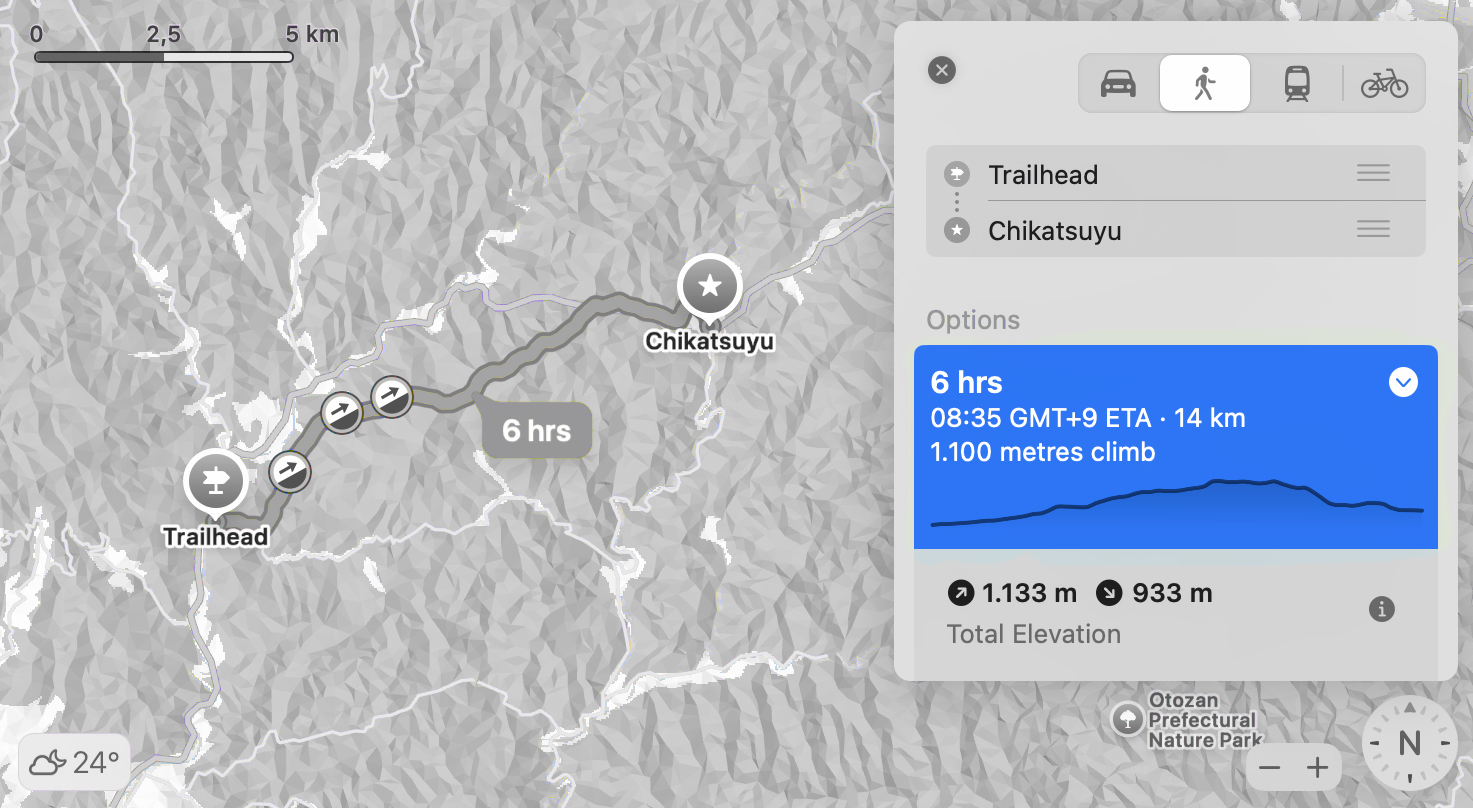 0 2,5 5 km
Trailhead
Chikatsuyu
Options
6 hrs
08:35 GMT+9 ETA · 14 km
1.100 metres climb
1.133 m 933 m
Total Elevation
Chikatsuyu
6 hrs
Trailhead
Otozan
Prefectural
Nature Park
24°
N